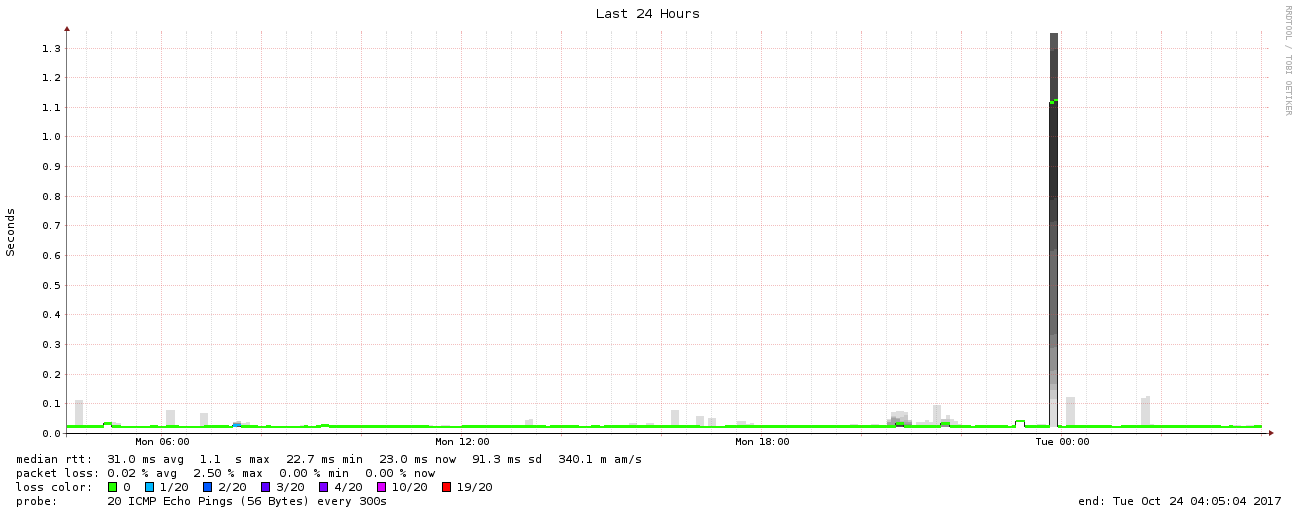 Last 24 Hours
RRDTOOL / TOBI OETIKER
Seconds
1.3
1.2
1.1
1.0
0.9
0.8
0.7
0.6
0.5
0.4
0.3
0.2
0.1
0.0
Mon 06:00 Mon 12:00 Mon 18:00 Tue 00:00
median rtt: 31.0 ms avg 1.1 s max 22.7 ms min 23.0 ms now 91.3 ms sd 340.1 m am/s
packet loss: 0.02 % avg 2.50 % max 0.00 % min 0.00 % now
loss color: 0 1/20 2/20 3/20 4/20 10/20 19/20
probe: 20 ICMP Echo Pings (56 Bytes) every 300s end: Tue Oct 24 04:05:04 2017